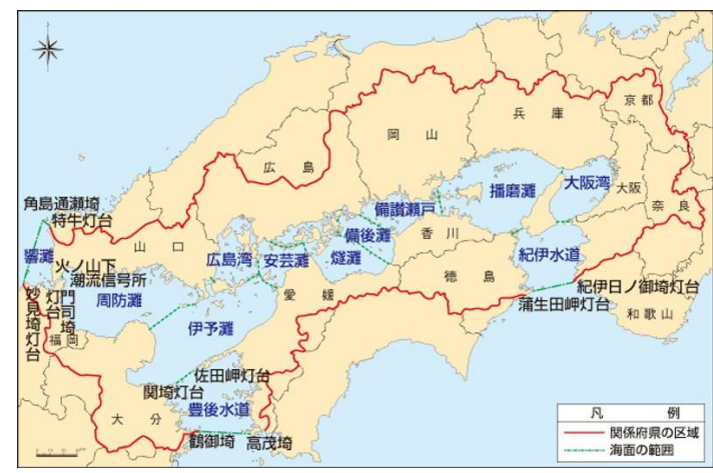 京都
兵庫
岡山
広島
大阪湾
播磨灘
大阪
奈良
角島通瀬埼
特牛灯台
備讃瀬戸
備後灘
香川
山口
広島湾
安芸灘
燧灘
紀伊水道
響灘
火ノ山下
潮流信号所
徳島
紀伊日ノ御埼灯台
周防灘
愛媛
妙見埼灯台
門司埼
灯台
蒲生田岬灯台
和歌山
福岡
伊予灘
佐田岬灯台
関埼灯台
大分
豊後水道
鶴御埼
高茂埼
凡例
関係府県の区域
海面の範囲